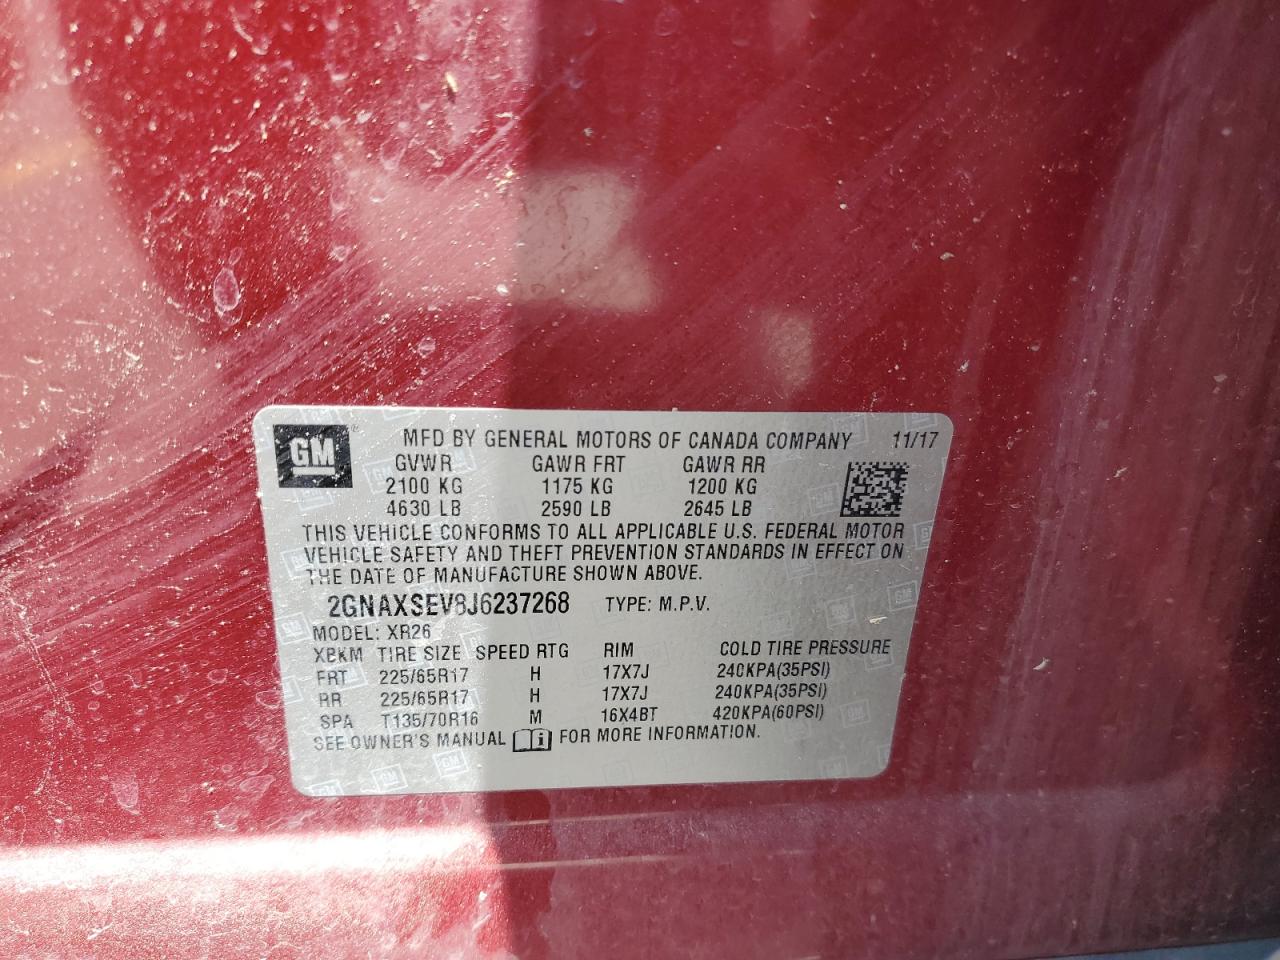 GM ® MFD BY GENERAL MOTORS OF CANADA COMPANY 11/17
GVWR GAWR FRT GAWR RR
2100 KG 1175 KG 1200 KG
4630 LB 2590 LB 2645 LB
THIS VEHICLE CONFORMS TO ALL APPLICABLE U.S. FEDERAL MOTOR
VEHICLE SAFETY AND THEFT PREVENTION STANDARDS IN EFFECT ON
THE DATE OF MANUFACTURE SHOWN ABOVE.
2GNAXSEV8J6237268 TYPE: M.P.V.
MODEL: XR26
XBKM TIRE SIZE SPEED RTG RIM COLD TIRE PRESSURE
FRT 225/65R17 H 17X7J 240KPA(35PSI)
RR 225/65R17 H 17X7J 240KPA(35PSI)
SPA T135/70R16 M 16X4BT 420KPA(60PSI)
SEE OWNER'S MANUAL i FOR MORE INFORMATION.